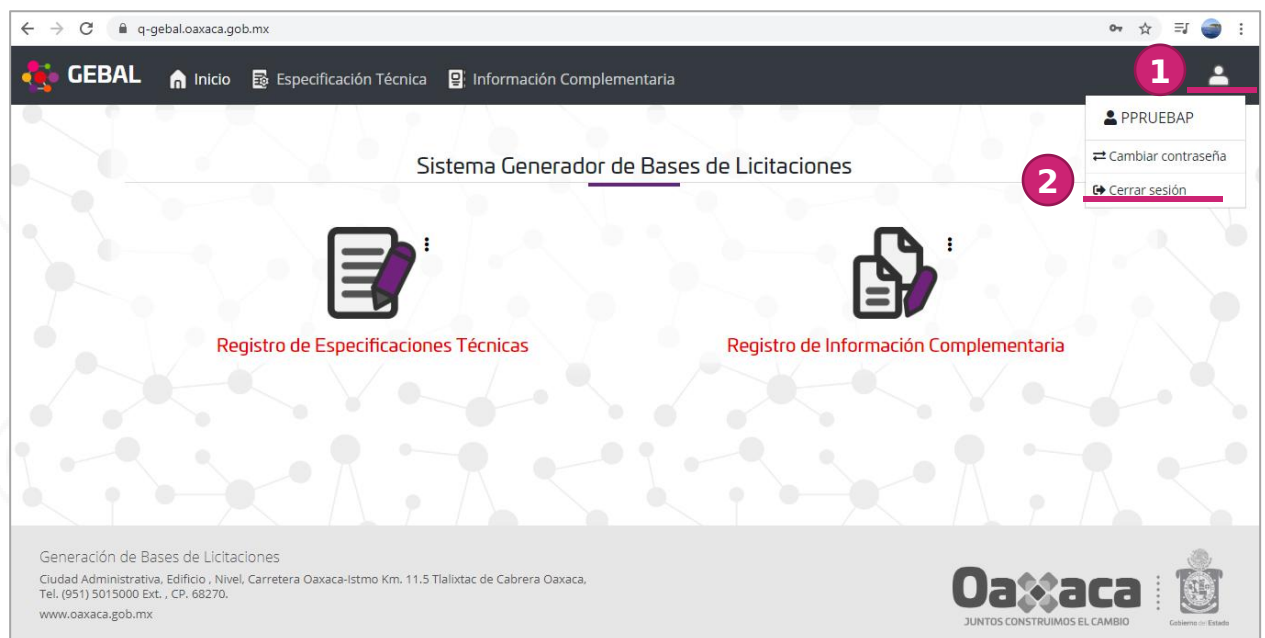 q-gebal.oaxaca.gob.mx
GEBAL
Inicio
Especificación Técnica
Información Complementaria
1
PPRUEBAP
Cambiar contraseña
2
Cerrar sesión
Sistema Generador de Bases de Licitaciones
Registro de Especificaciones Técnicas
Registro de Información Complementaria
Generación de Bases de Licitaciones
Ciudad Administrativa, Edificio , Nivel, Carretera Oaxaca-Istmo Km. 11.5 Tlalixtac de Cabrera Oaxaca,
Tel. (951) 5015000 Ext. , CP. 68270.
www.oaxaca.gob.mx
Oaxaca
JUNTOS CONSTRUIMOS EL CAMBIO
Gobierno del Estado